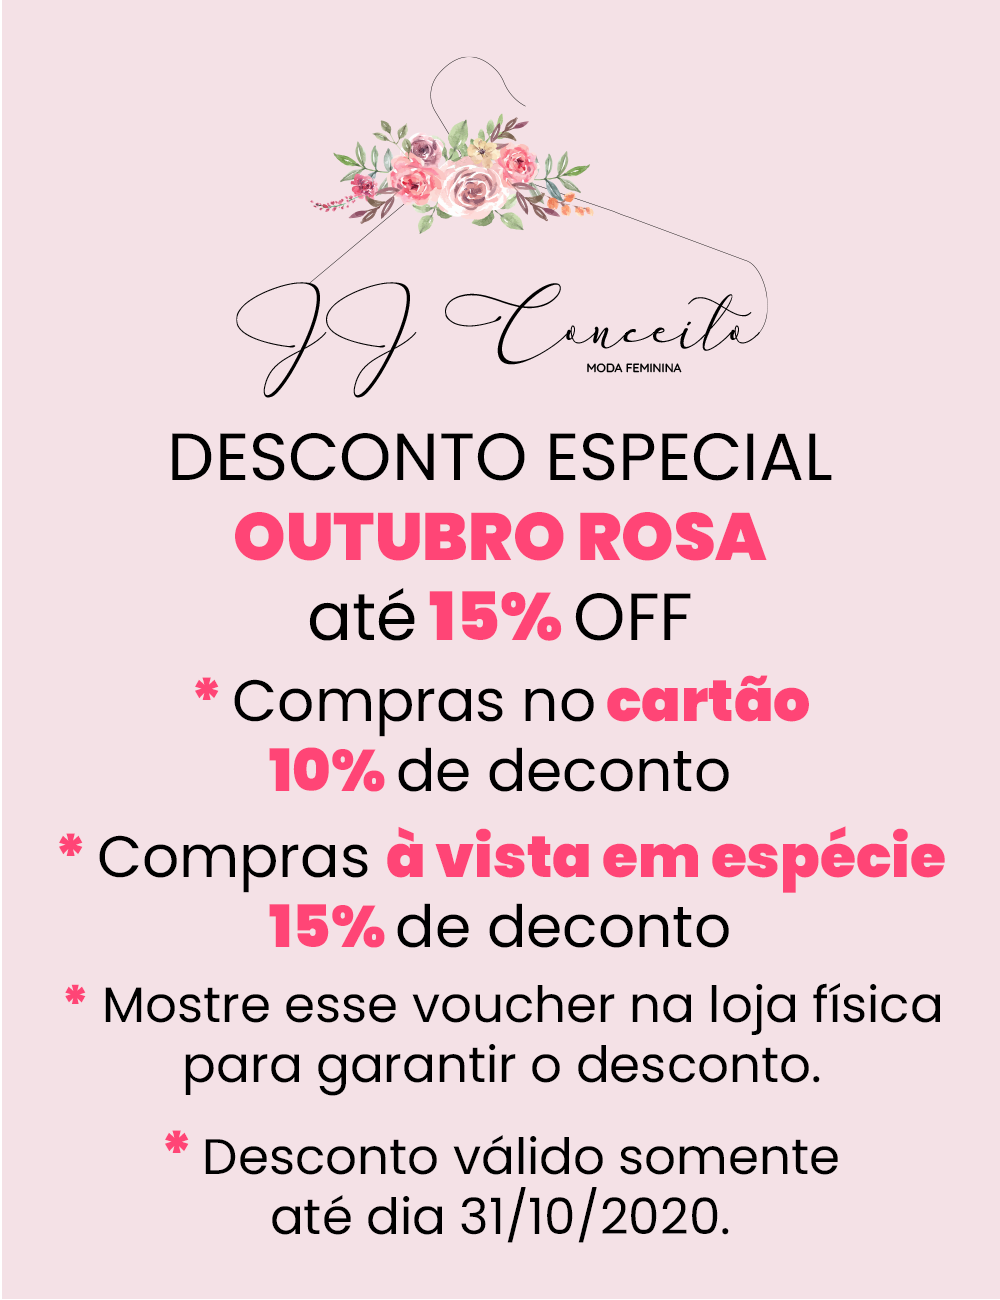 JJ Conceito
MODA FEMININA
DESCONTO ESPECIAL
OUTUBRO ROSA
até 15% OFF
* Compras no cartão
10% de deconto
* Compras à vista em espécie
15% de deconto
* Mostre esse voucher na loja física
para garantir o desconto.
* Desconto válido somente
até dia 31/10/2020.